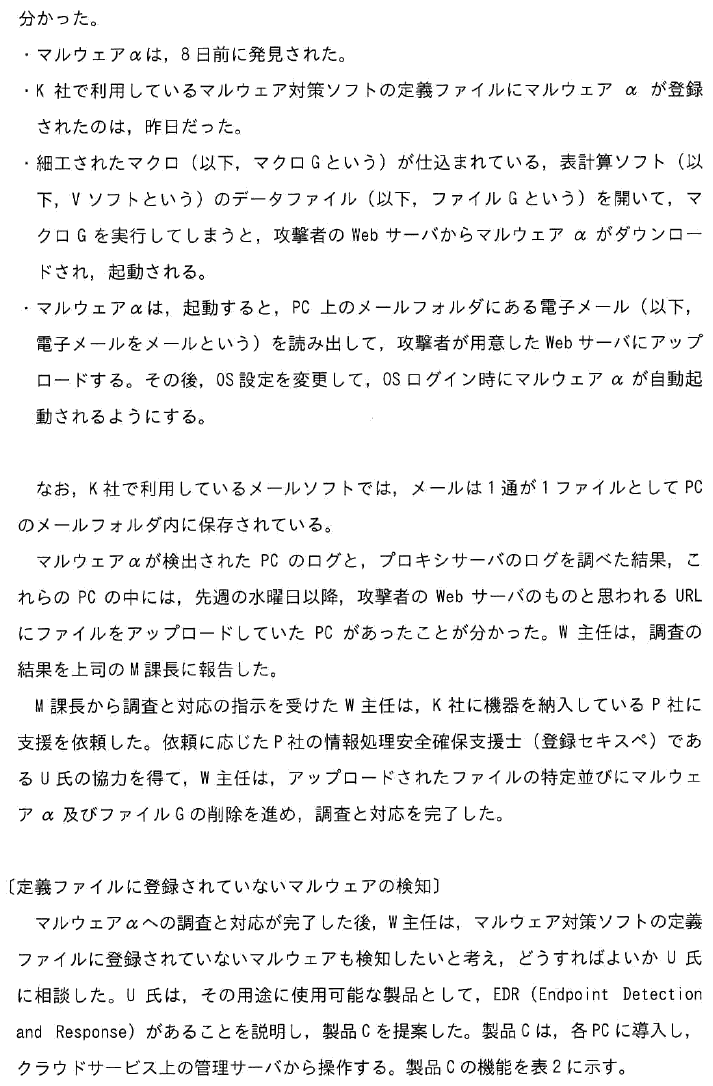 分かった。
・マルウェアαは，8日前に発見された。
・K 社で利用しているマルウェア対策ソフトの定義ファイルにマルウェア α が登録
されたのは，昨日だった。
・細工されたマクロ（以下，マクロGという）が仕込まれている，表計算ソフト（以
下，Vソフトという）のデータファイル（以下，ファイルGという）を開いて，マ
クロGを実行してしまうと，攻撃者のWebサーバからマルウェア α がダウンロー
ドされ，起動される。
・マルウェアαは，起動すると，PC 上のメールフォルダにある電子メール（以下，
電子メールをメールという）を読み出して，攻撃者が用意したWebサーバにアップ
ロードする。その後，OS設定を変更して，OSログイン時にマルウェア α が自動起
動されるようにする。
なお，K社で利用しているメールソフトでは，メールは1通が1ファイルとしてPC
のメールフォルダ内に保存されている。
マルウェアαが検出された PC のログと，プロキシサーバのログを調べた結果，こ
れらの PC の中には，先週の水曜日以降，攻撃者の Web サーバのものと思われる URL
にファイルをアップロードしていた PC があったことが分かった。W 主任は，調査の
結果を上司のM課長に報告した。
M課長から調査と対応の指示を受けたW主任は，K社に機器を納入しているP社に
支援を依頼した。依頼に応じたP社の情報処理安全確保支援士（登録セキスペ）であ
るU氏の協力を得て，W主任は，アップロードされたファイルの特定並びにマルウェ
ア α 及びファイルGの削除を進め，調査と対応を完了した。
〔定義ファイルに登録されていないマルウェアの検知〕
マルウェアαへの調査と対応が完了した後，W主任は，マルウェア対策ソフトの定義
ファイルに登録されていないマルウェアも検知したいと考え，どうすればよいか U 氏
に相談した。U 氏は，その用途に使用可能な製品として，EDR（Endpoint Detection
and Response）があることを説明し，製品Cを提案した。製品Cは，各PCに導入し，
クラウドサービス上の管理サーバから操作する。製品Cの機能を表2に示す。